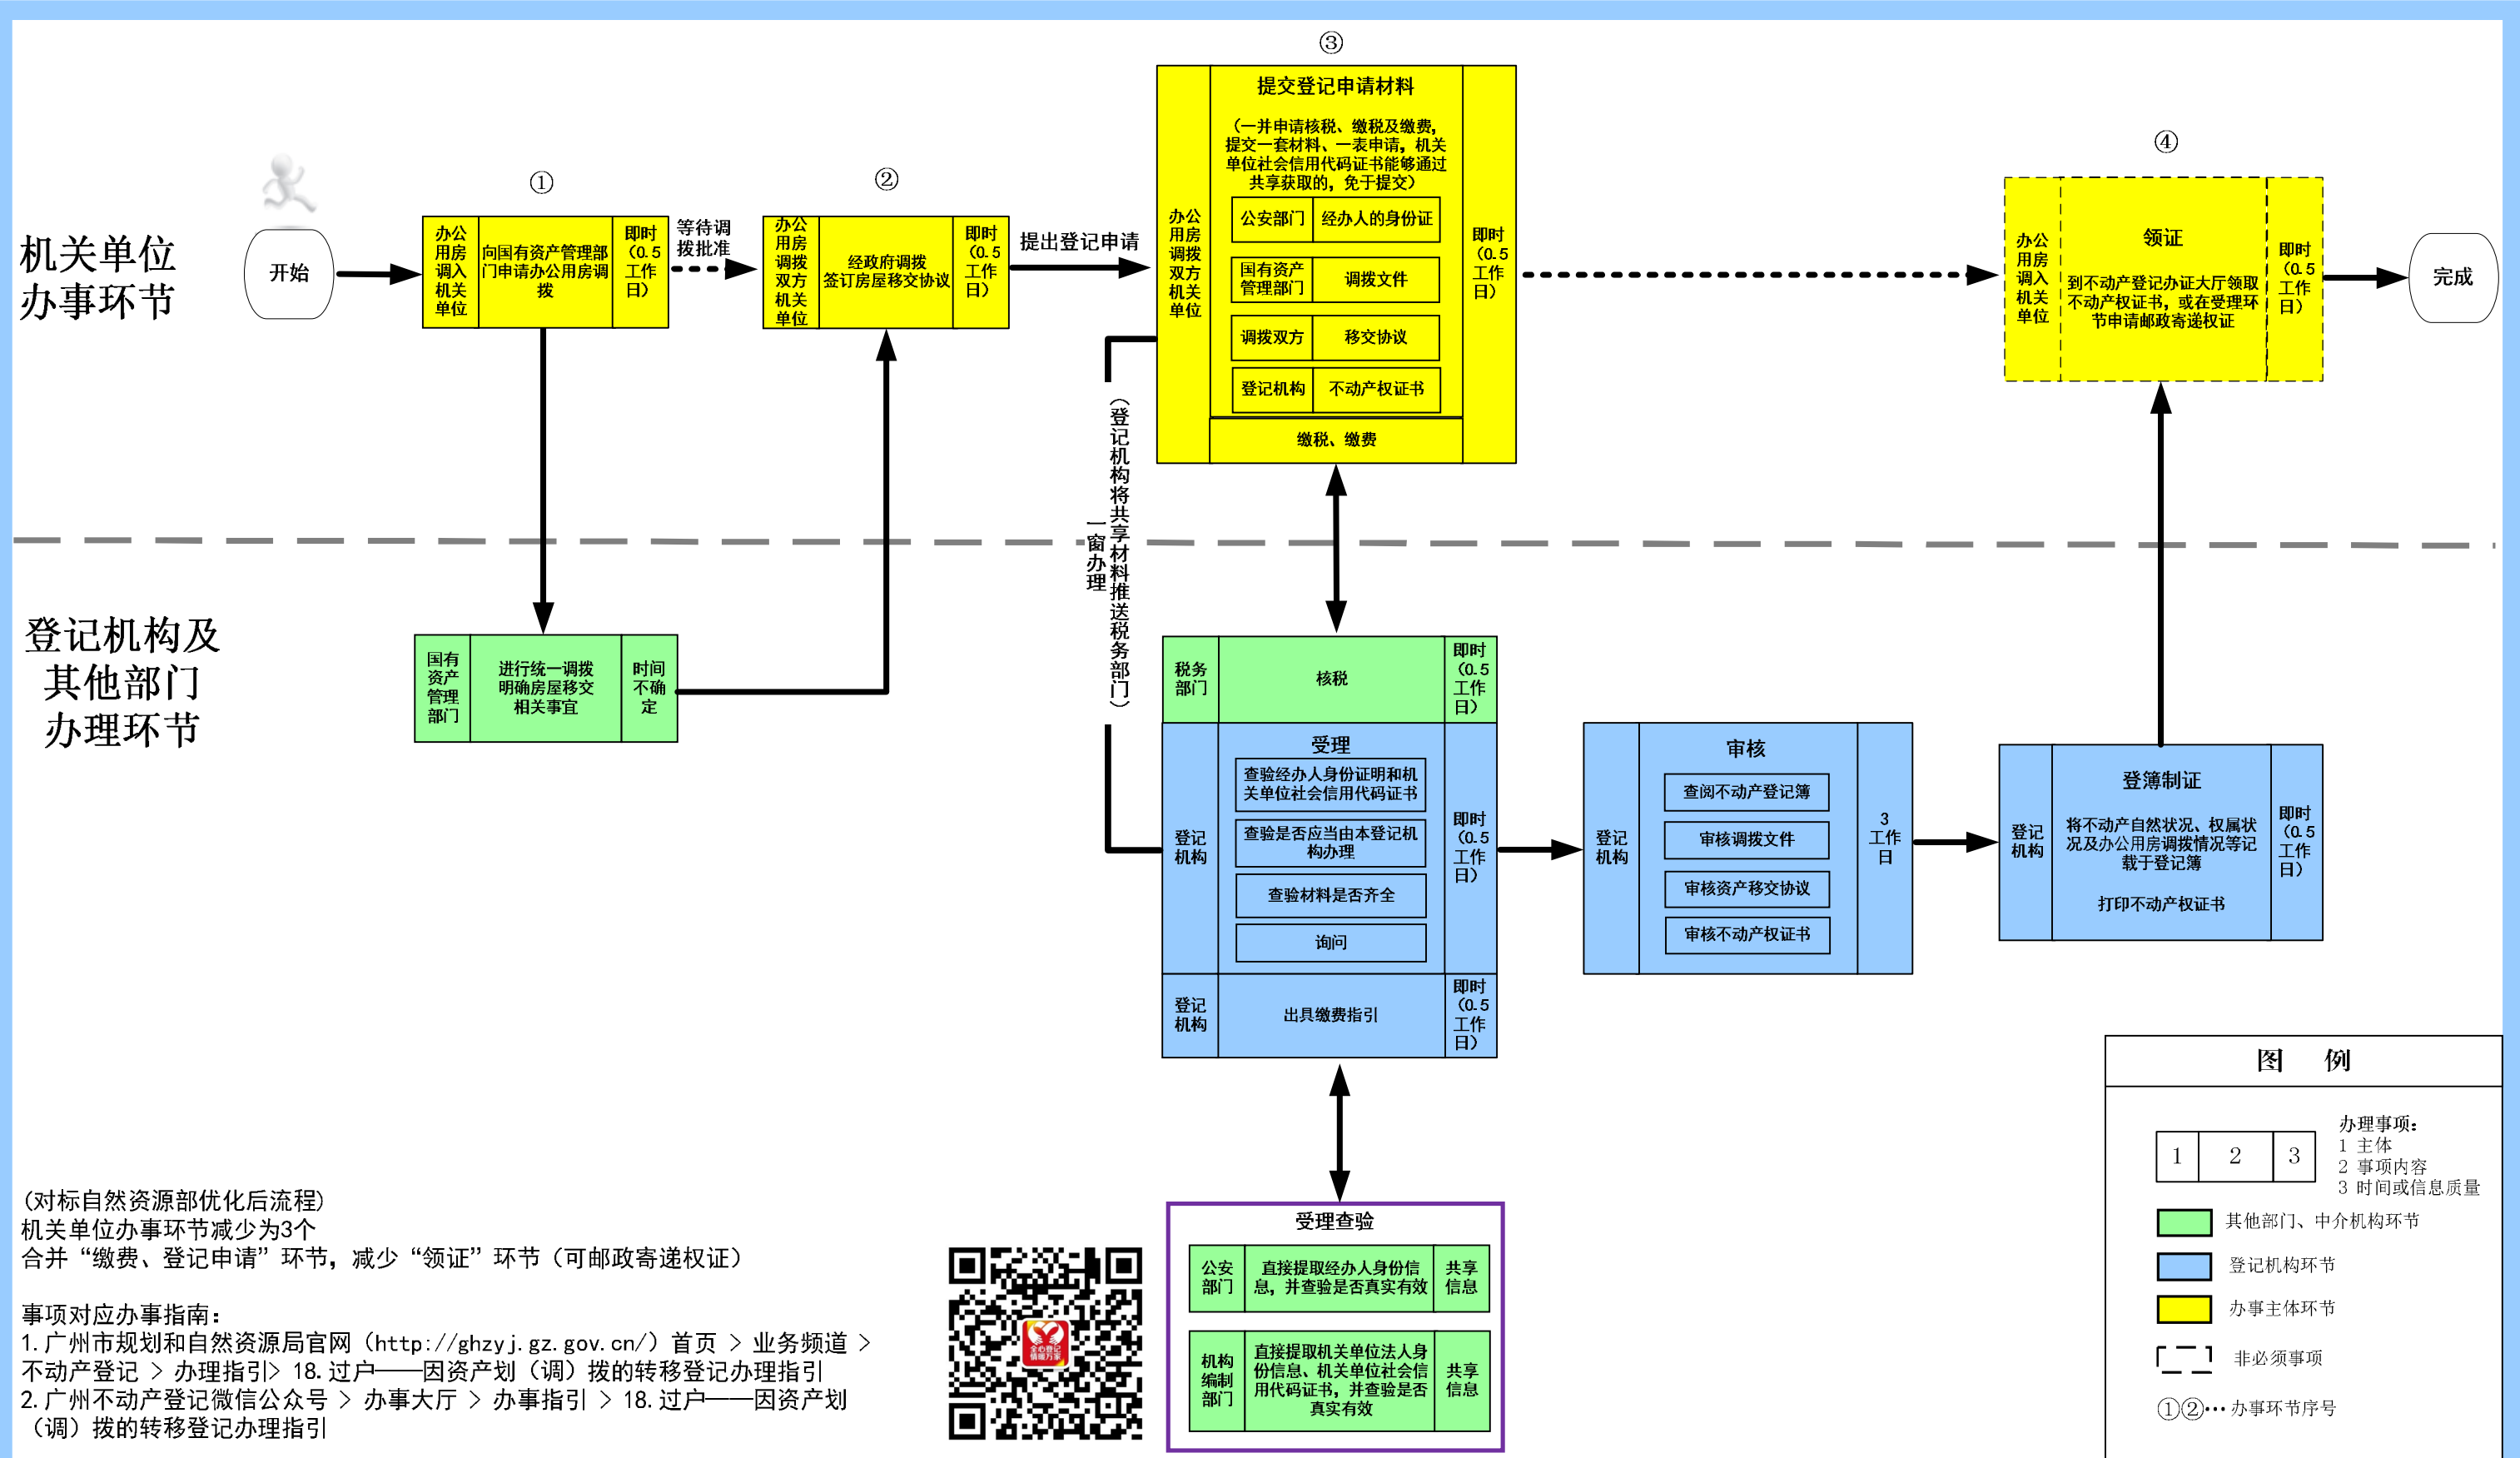 机关单位
办事环节
开始
①
办公
用房
调入
机关
单位
向国有资产管理部
门申请办公用房调
拨
即时
（0.5
工作
日）
等待调
拨批准
②
办公
用房
调拨
双方
机关
单位
经政府调拨
签订房屋移交协议
即时
（0.5
工作
日）
提出登记申请
③
办公
用房
调拨
双方
机关
单位
提交登记申请材料
（一并申请核税、缴税及缴费，
提交一套材料、一表申请，机关
单位社会信用代码证书能够通过
共享获取的，免于提交）
公安部门
经办人的身份证
国有资产
管理部门
调拨文件
调拨双方
移交协议
登记机构
不动产权证书
缴税、缴费
即时
（0.5
工作
日）
④
办公
用房
调入
机关
单位
领证
到不动产登记办证大厅领取
不动产权证书，或在受理环
节申请邮政寄递权证
即时
（0.5
工作
日）
完成
一窗办理
（登记机构将共享材料推送税务部门）
登记机构及
其他部门
办理环节
国有
资产
管理
部门
进行统一调拨
明确房屋移交
相关事宜
时间
不确
定
税务
部门
核税
即时
（0.5
工作
日）
登记
机构
受理
查验经办人身份证明和机
关单位社会信用代码证书
查验是否应当由本登记机
构办理
查验材料是否齐全
询问
即时
（0.5
工作
日）
登记
机构
出具缴费指引
即时
（0.5
工作
日）
登记
机构
审核
查阅不动产登记簿
审核调拨文件
审核资产移交协议
审核不动产权证书
3
工作
日
登记
机构
登簿制证
将不动产自然状况、权属状
况及办公用房调拨情况等记
载于登记簿
打印不动产权证书
即时
（0.5
工作
日）
受理查验
公安
部门
直接提取经办人身份信
息，并查验是否真实有效
共享
信息
机构
编制
部门
直接提取机关单位法人身
份信息、机关单位社会信
用代码证书，并查验是否
真实有效
共享
信息
(对标自然资源部优化后流程)
机关单位办事环节减少为3个
合并“缴费、登记申请”环节，减少“领证”环节（可邮政寄递权证）
事项对应办事指南：
1.广州市规划和自然资源局官网（http://ghzyj.gz.gov.cn/）首页 > 业务频道 >
不动产登记 > 办理指引> 18.过户——因资产划（调）拨的转移登记办理指引
2.广州不动产登记微信公众号 > 办事大厅 > 办事指引 > 18.过户——因资产划
（调）拨的转移登记办理指引
全心登记
情暖万家
图 例
1
2
3
办理事项：
1 主体
2 事项内容
3 时间或信息质量
其他部门、中介机构环节
登记机构环节
办事主体环节
非必须事项
①②…办事环节序号